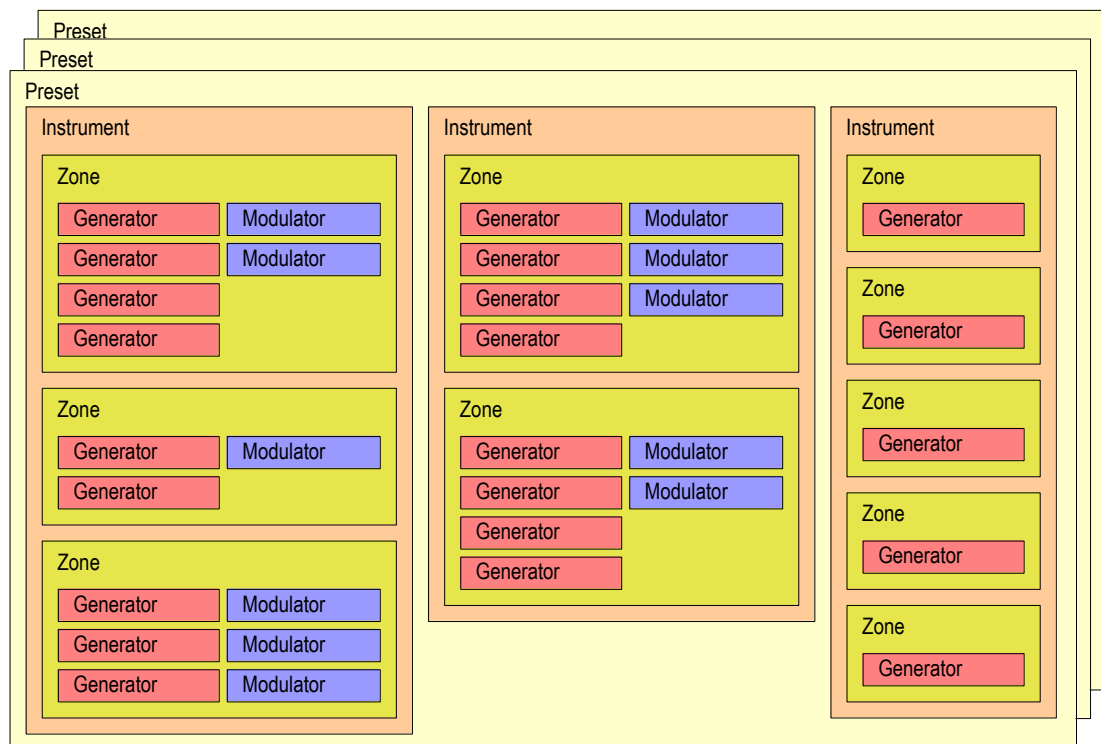 Preset
Preset
Preset
Instrument
Zone
Generator Modulator
Generator Modulator
Generator
Generator
Zone
Generator Modulator
Generator
Zone
Generator Modulator
Generator Modulator
Generator Modulator
Instrument
Zone
Generator Modulator
Generator Modulator
Generator Modulator
Generator
Zone
Generator Modulator
Generator Modulator
Generator
Generator
Instrument
Zone
Generator
Zone
Generator
Zone
Generator
Zone
Generator
Zone
Generator